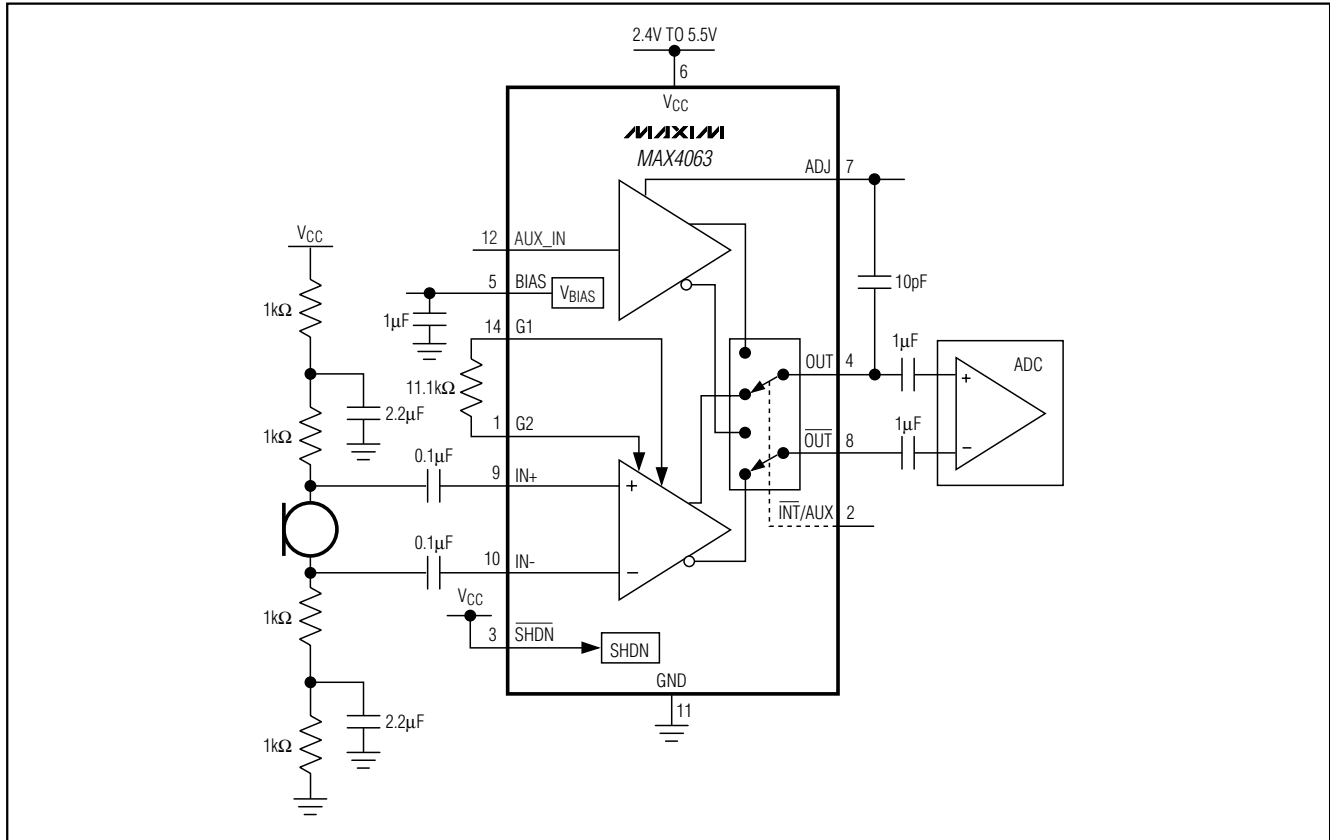 2.4V TO 5.5V
6
VCC
MAXIM
MAX4063
ADJ 7
VCC
12 AUX_IN
5 BIAS VBIAS
10pF
1kΩ
1µF
14 G1
1µF
ADC
OUT 4
+
11.1kΩ
2.2µF
1kΩ
1 G2
1µF
OUT 8
−
0.1µF
9 IN+
+
INT/AUX 2
0.1µF
10 IN-
−
VCC
1kΩ
3 SHDN SHDN
GND
11
2.2µF
1kΩ